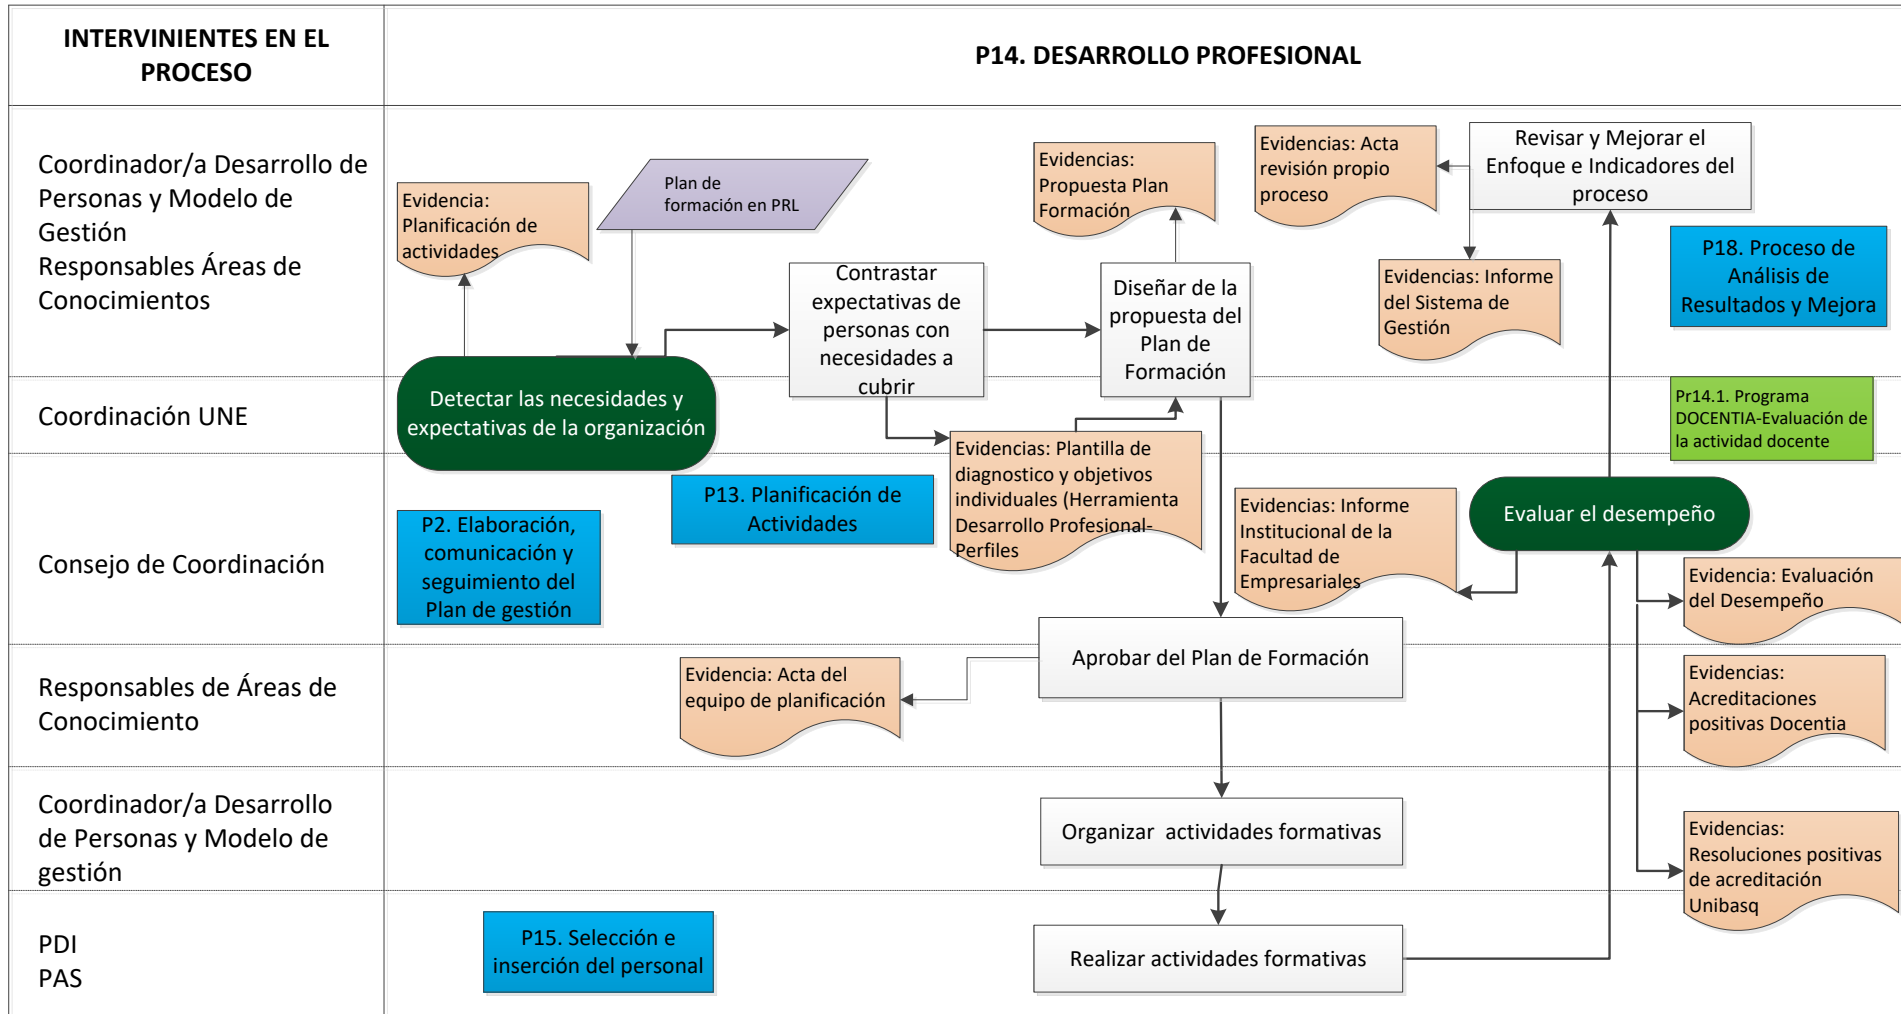 INTERVINIENTES EN EL
PROCESO
P14. DESARROLLO PROFESIONAL
Coordinador/a Desarrollo de
Personas y Modelo de
Gestión
Responsables Áreas de
Conocimientos
Evidencia:
Planificación de
actividades
Plan de
formación en PRL
Contrastar
expectativas de
personas con
necesidades a
cubrir
Evidencias:
Propuesta Plan
Formación
Diseñar de la
propuesta del
Plan de
Formación
Evidencias: Acta
revisión propio
proceso
Revisar y Mejorar el
Enfoque e Indicadores del
proceso
Evidencias: Informe
del Sistema de
Gestión
P18. Proceso de
Análisis de
Resultados y Mejora
Coordinación UNE
Detectar las necesidades y
expectativas de la organización
Pr14.1. Programa
DOCENTIA-Evaluación de
la actividad docente
Evidencias: Plantilla de
diagnostico y objetivos
individuales (Herramienta
Desarrollo Profesional-
Perfiles
Consejo de Coordinación
P2. Elaboración,
comunicación y
seguimiento del
Plan de gestión
P13. Planificación de
Actividades
Evidencias: Informe
Institucional de la
Facultad de
Empresariales
Evaluar el desempeño
Evidencia: Evaluación
del Desempeño
Aprobar del Plan de Formación
Responsables de Áreas de
Conocimiento
Evidencia: Acta del
equipo de planificación
Evidencias:
Acreditaciones
positivas Docentia
Coordinador/a Desarrollo
de Personas y Modelo de
gestión
Organizar actividades formativas
Evidencias:
Resoluciones positivas
de acreditación
Unibasq
PDI
PAS
P15. Selección e
inserción del personal
Realizar actividades formativas